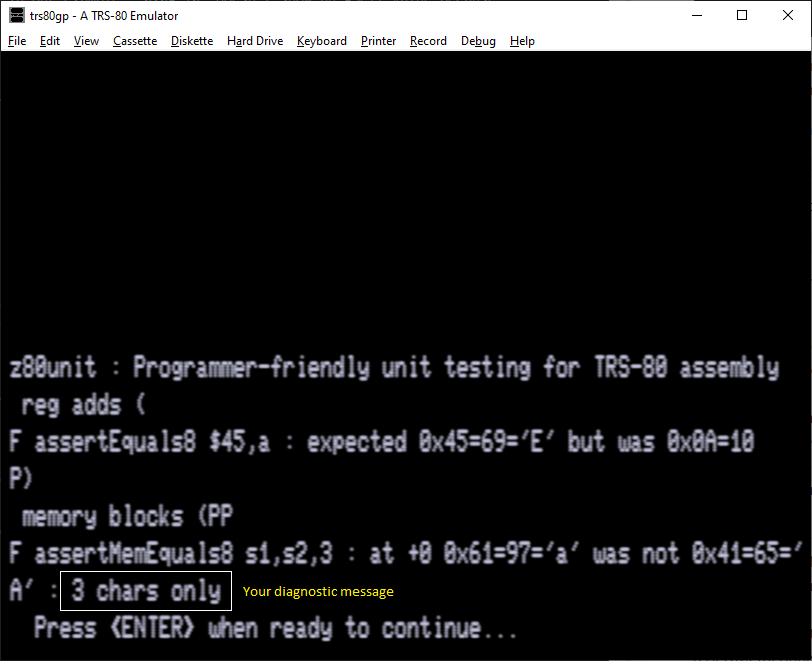 trs80gp - A TRS-80 Emulator
File Edit View Cassette Diskette Hard Drive Keyboard Printer Record Debug Help
z80unit : Programmer-friendly unit testing for TRS-80 assembly
reg adds (
F assertEquals8 $45,a : expected 0x45=69='E' but was 0x0A=10
P)
memory blocks (PP
F assertMemEquals8 s1,s2,3 : at +0 0x61=97='a' was not 0x41=65='
A' : 3 chars only Your diagnostic message
Press <ENTER> when ready to continue...